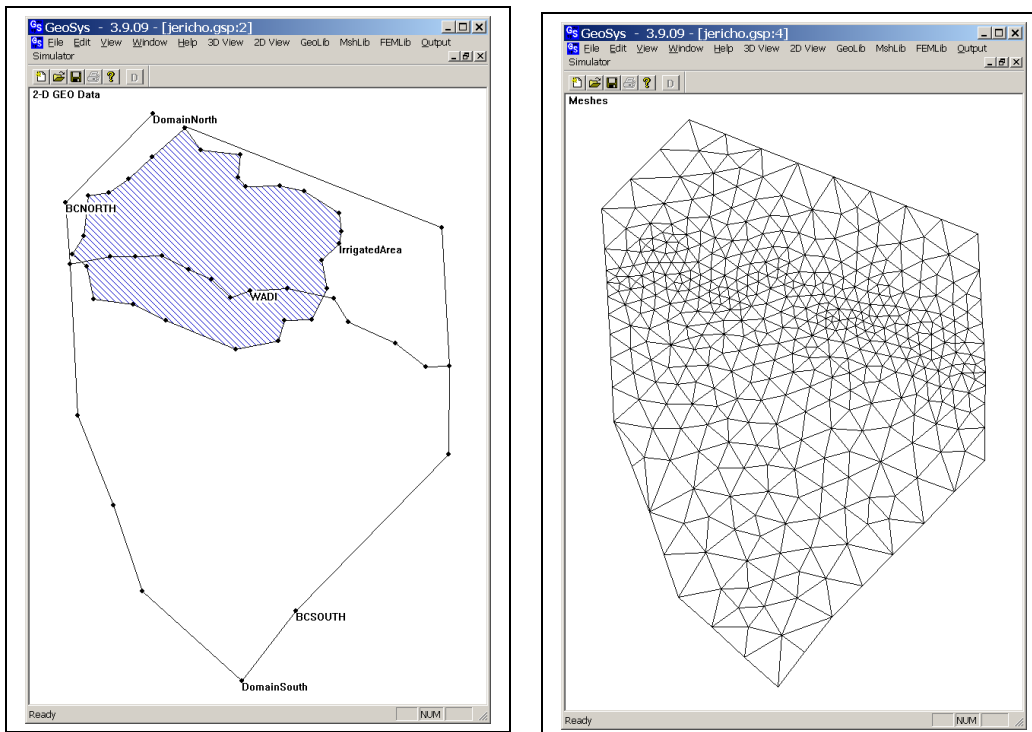 GeoSys - 3.9.09 - [jericho.gsp:2]
File Edit View Window Help 3D View 2D View GeoLib MshLib FEMLib Output
Simulator
D
2-D GEO Data
DomainNorth
BCNORTH
IrrigatedArea
WADI
BCSOUTH
DomainSouth
Ready NUM
GeoSys - 3.9.09 - [jericho.gsp:4]
File Edit View Window Help 3D View 2D View GeoLib MshLib FEMLib Output
Simulator
D
Meshes
Ready NUM